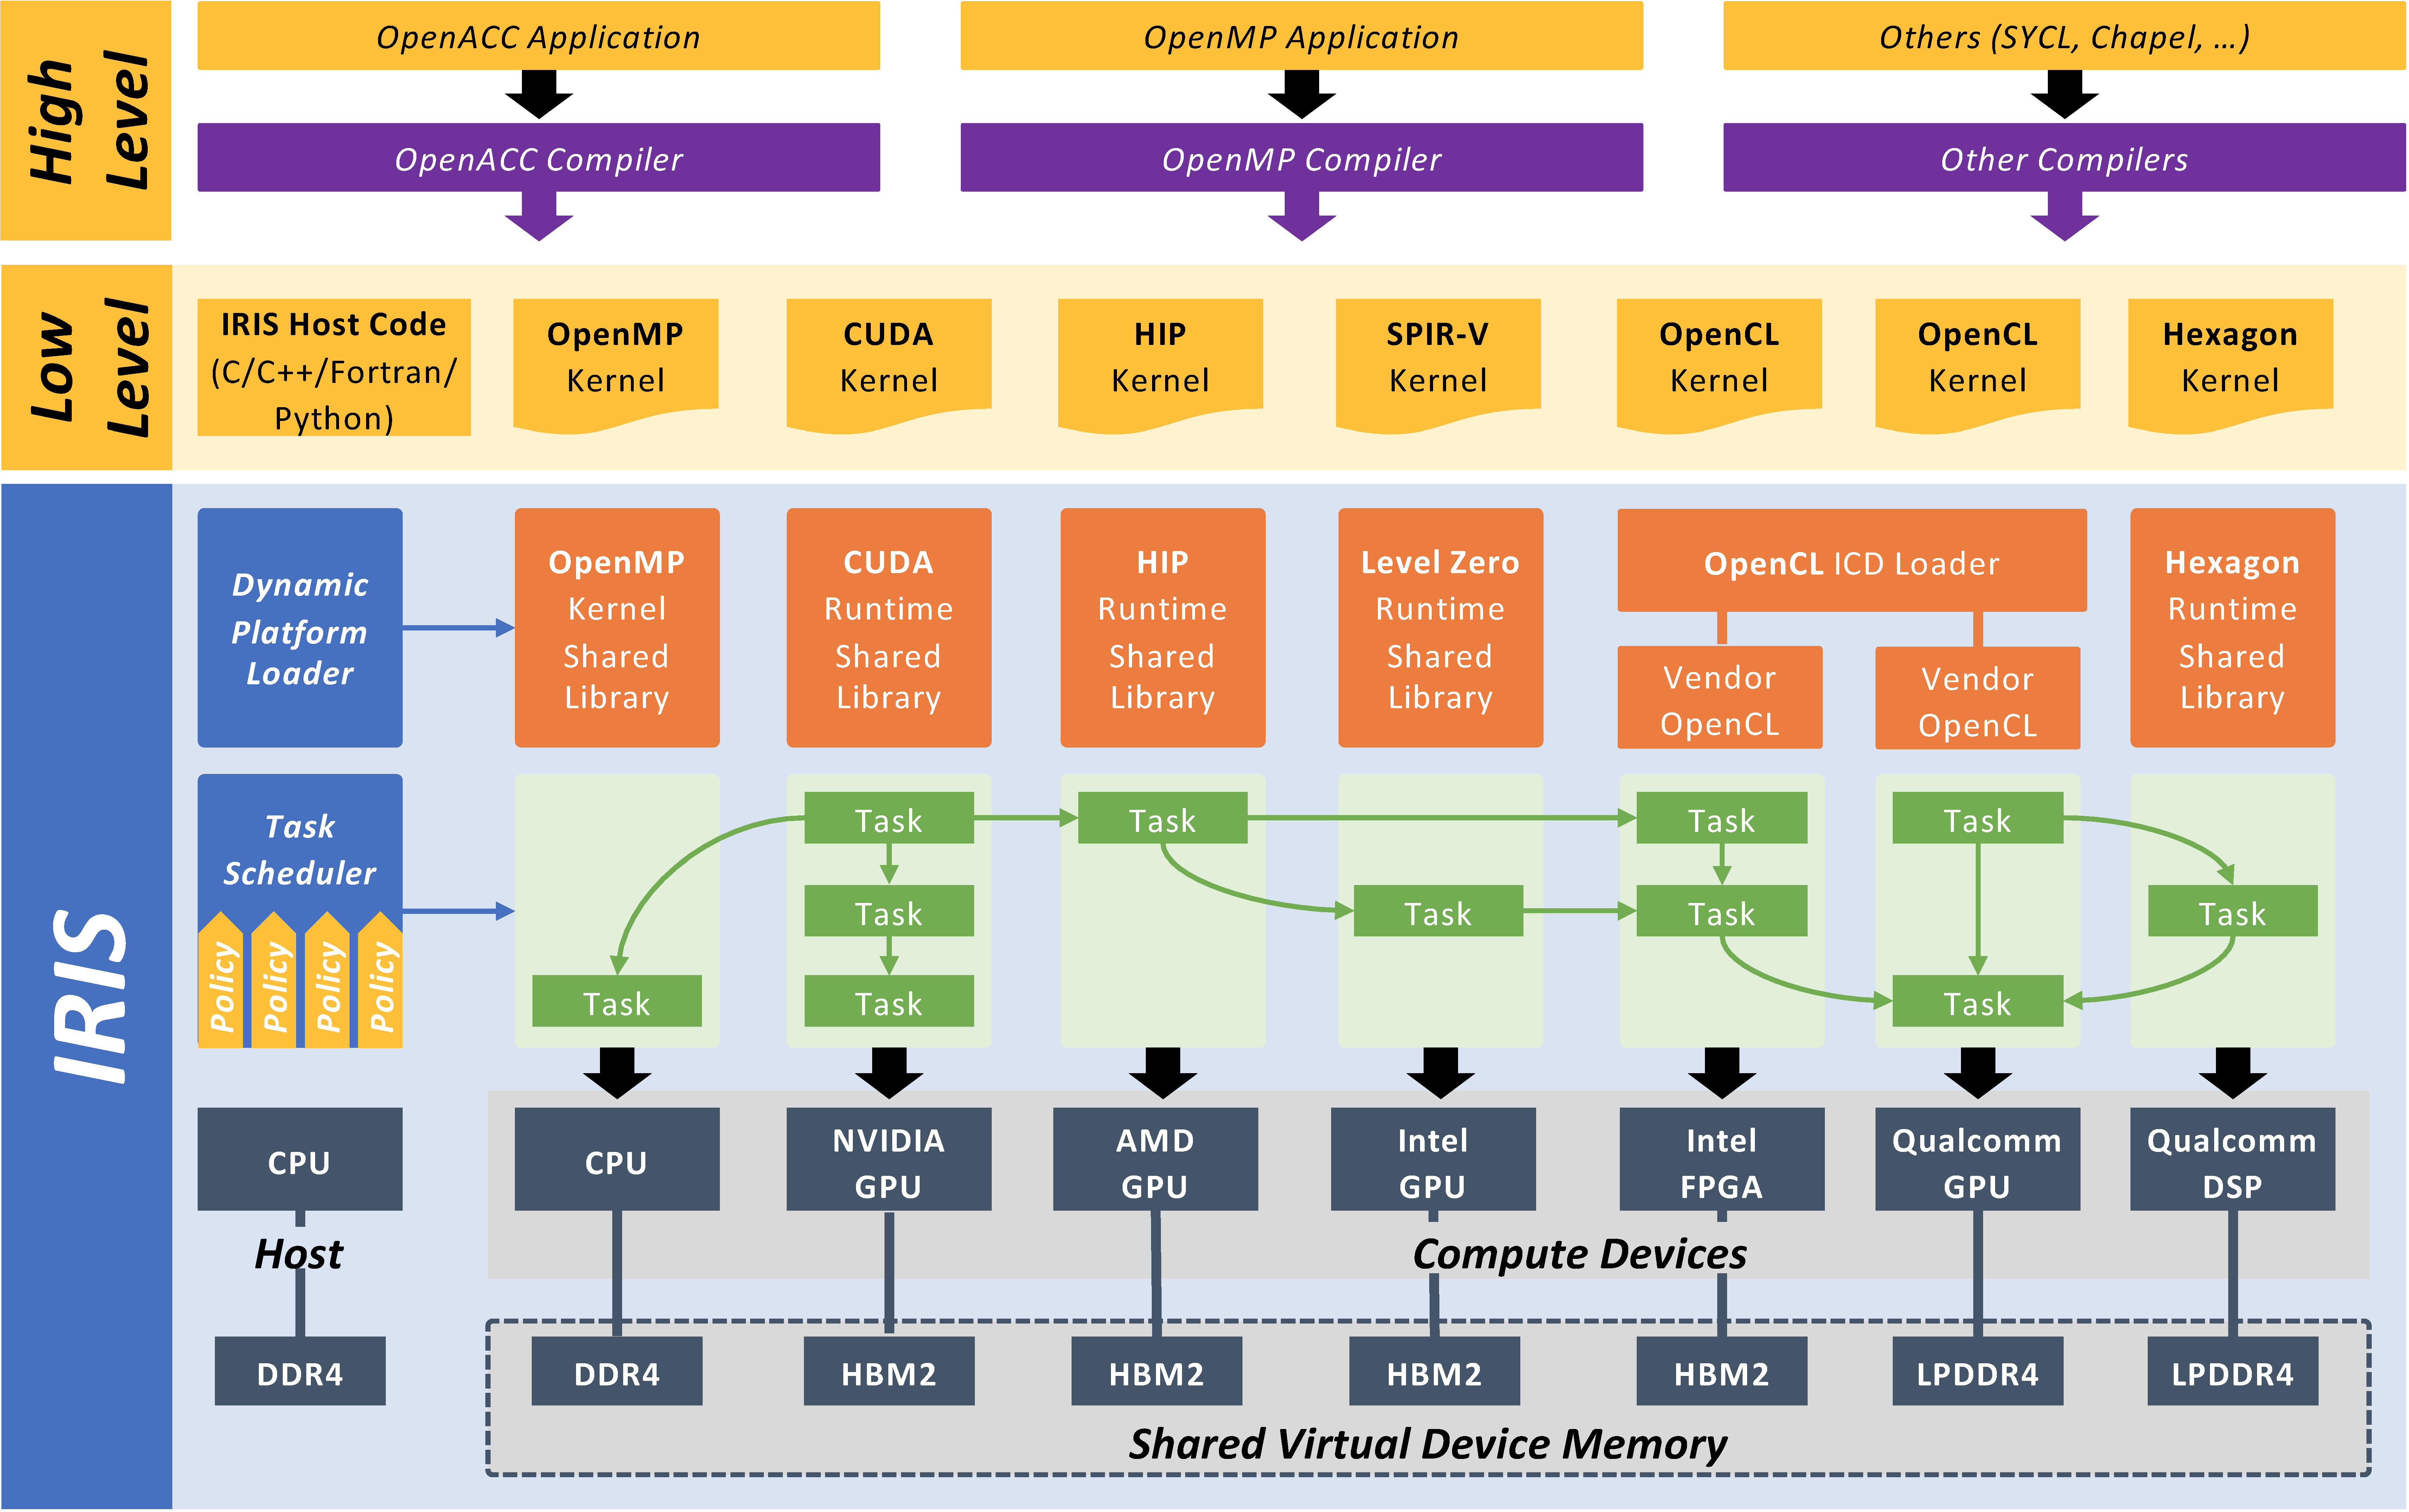 High
Level
OpenACC Application
OpenMP Application
Others (SYCL, Chapel, ...)
OpenACC Compiler
OpenMP Compiler
Other Compilers
Low
Level
IRIS Host Code
(C/C++/Fortran/
Python)
OpenMP
Kernel
CUDA
Kernel
HIP
Kernel
SPIR-V
Kernel
OpenCL
Kernel
OpenCL
Kernel
Hexagon
Kernel
IRIS
Dynamic
Platform
Loader
OpenMP
Kernel
Shared
Library
CUDA
Runtime
Shared
Library
HIP
Runtime
Shared
Library
Level Zero
Runtime
Shared
Library
OpenCL ICD Loader
Vendor
OpenCL
Vendor
OpenCL
Hexagon
Runtime
Shared
Library
Task
Scheduler
Policy
Policy
Policy
Policy
Task
Task
Task
Task
Task
Task
Task
Task
Task
Task
Task
CPU
CPU
NVIDIA
GPU
AMD
GPU
Intel
GPU
Intel
FPGA
Qualcomm
GPU
Qualcomm
DSP
Host
Compute Devices
DDR4
DDR4
HBM2
HBM2
HBM2
HBM2
LPDDR4
LPDDR4
Shared Virtual Device Memory